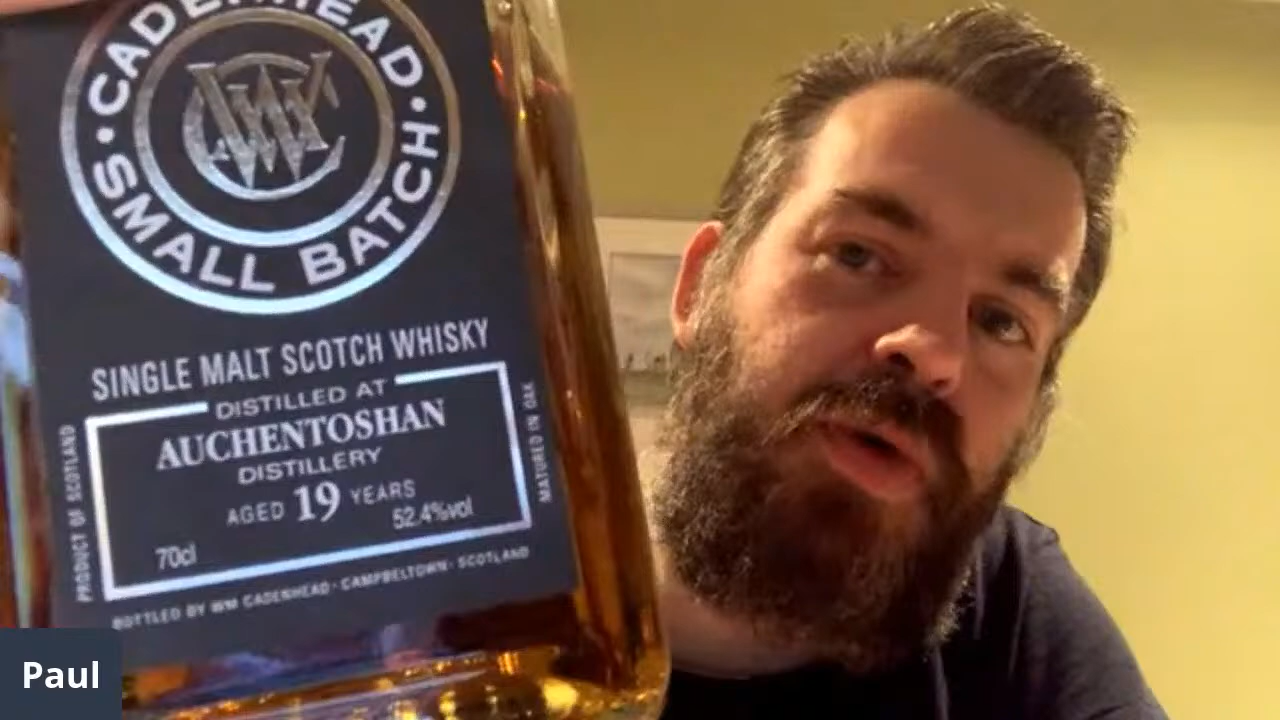 CADENHEAD
SMALL BATCH
WC
SINGLE MALT SCOTCH WHISKY
DISTILLED AT
AUCHENTOSHAN
DISTILLERY
AGED 19 YEARS
52.4%vol
70cl
PRODUCT OF SCOTLAND
MATURED IN OAK
BOTTLED BY WM CADENHEAD · CAMPBELTOWN · SCOTLAND
Paul